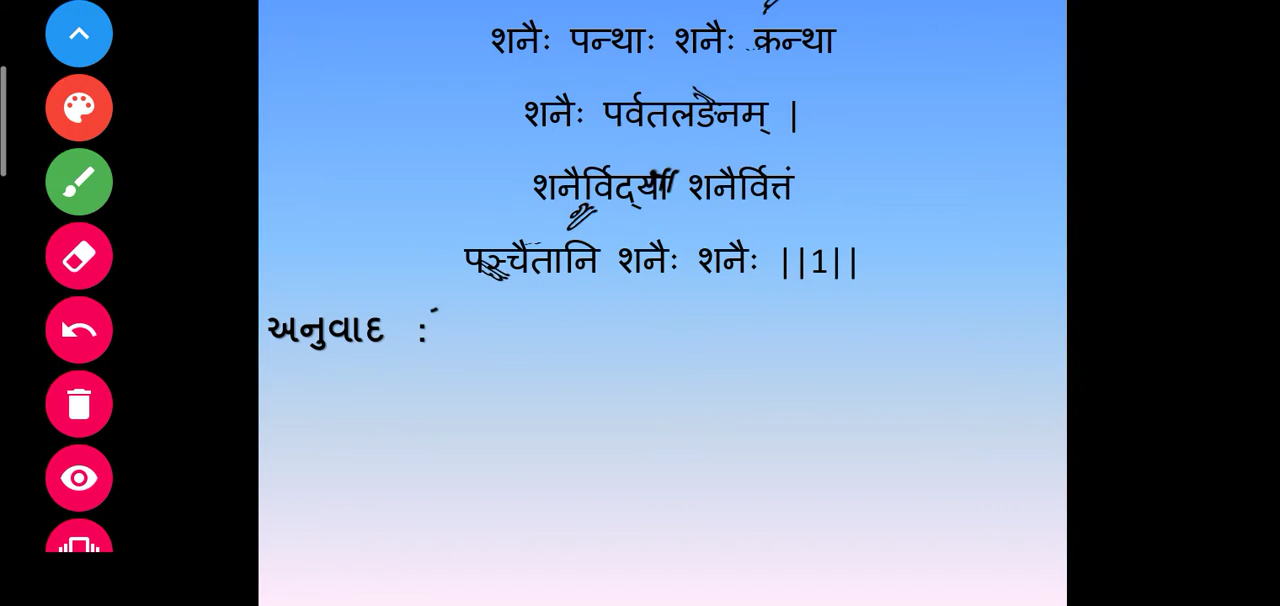 शनैः पन्थाः शनैः कन्था
शनैः पर्वतलङ्घनम् |
शनैर्विद्या शनैर्वित्तं
पञ्चैतानि शनैः शनैः ||1||
અનુવાદ :